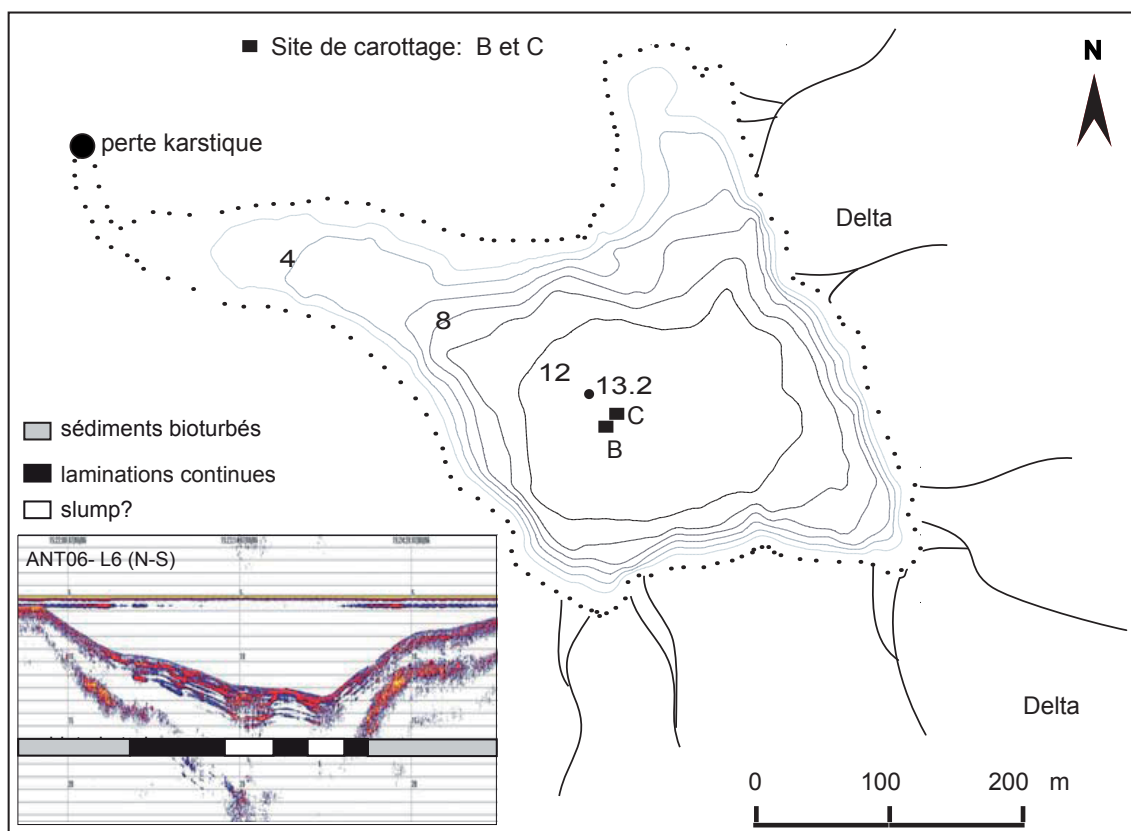 Site de carottage: B et C
N
perte karstique
Delta
4
8
12
13.2
C
B
sédiments bioturbés
laminations continues
slump?
ANT06- L6 (N-S)
Delta
0 100 200 m